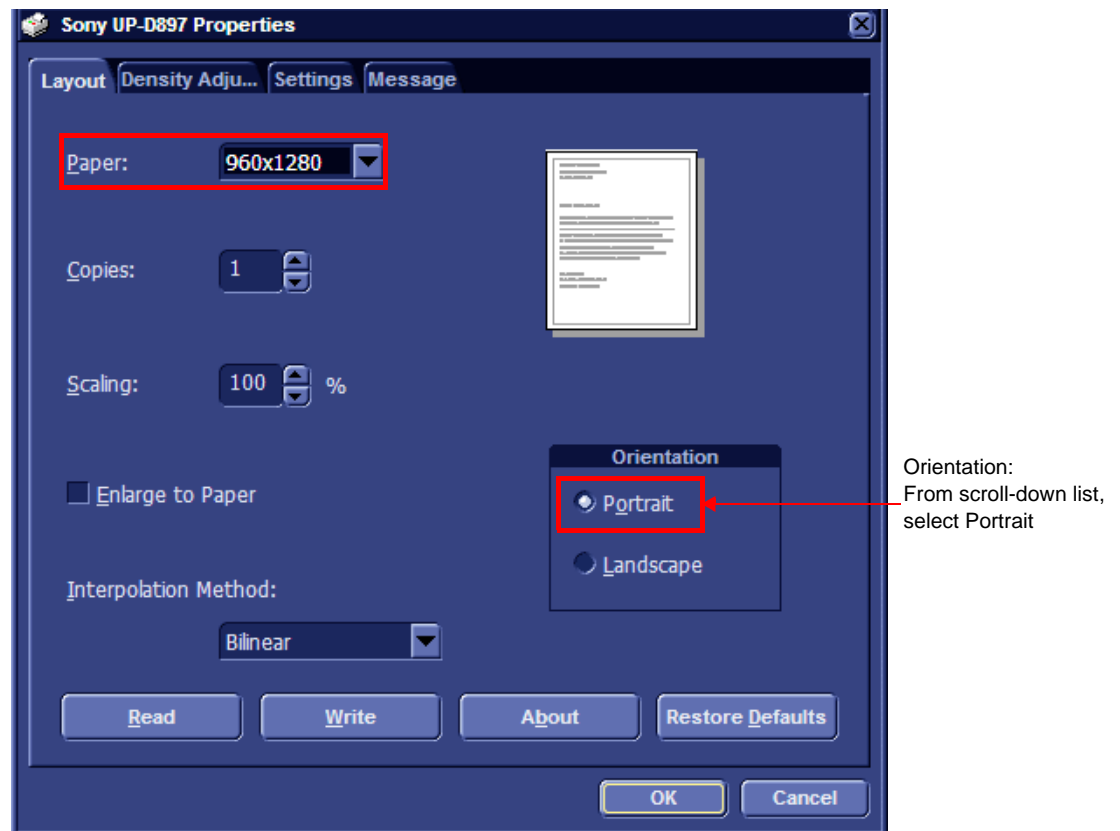 Sony UP-D897 Properties
Layout Density Adju... Settings Message
Paper: 960x1280
Copies: 1
Scaling: 100 %
Orientation
Enlarge to Paper
Portrait
Landscape
Interpolation Method:
Bilinear
Read Write About Restore Defaults
OK Cancel
Orientation:
From scroll-down list,
select Portrait